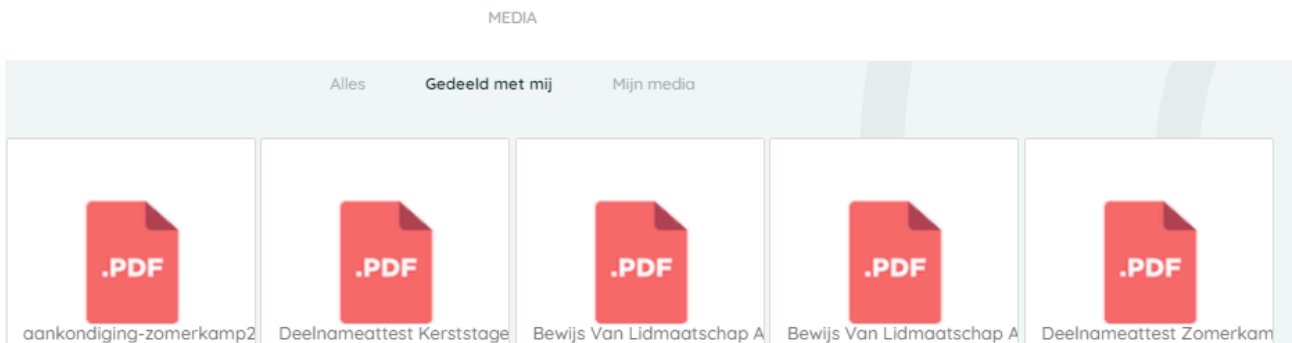 MEDIA
Alles Gedeeld met mij Mijn media
.PDF .PDF .PDF .PDF .PDF
aankondiging-zomerkamp2 Deelnameattest Kerststage Bewijs Van Lidmaatschap A Bewijs Van Lidmaatschap A Deelnameattest Zomerkam